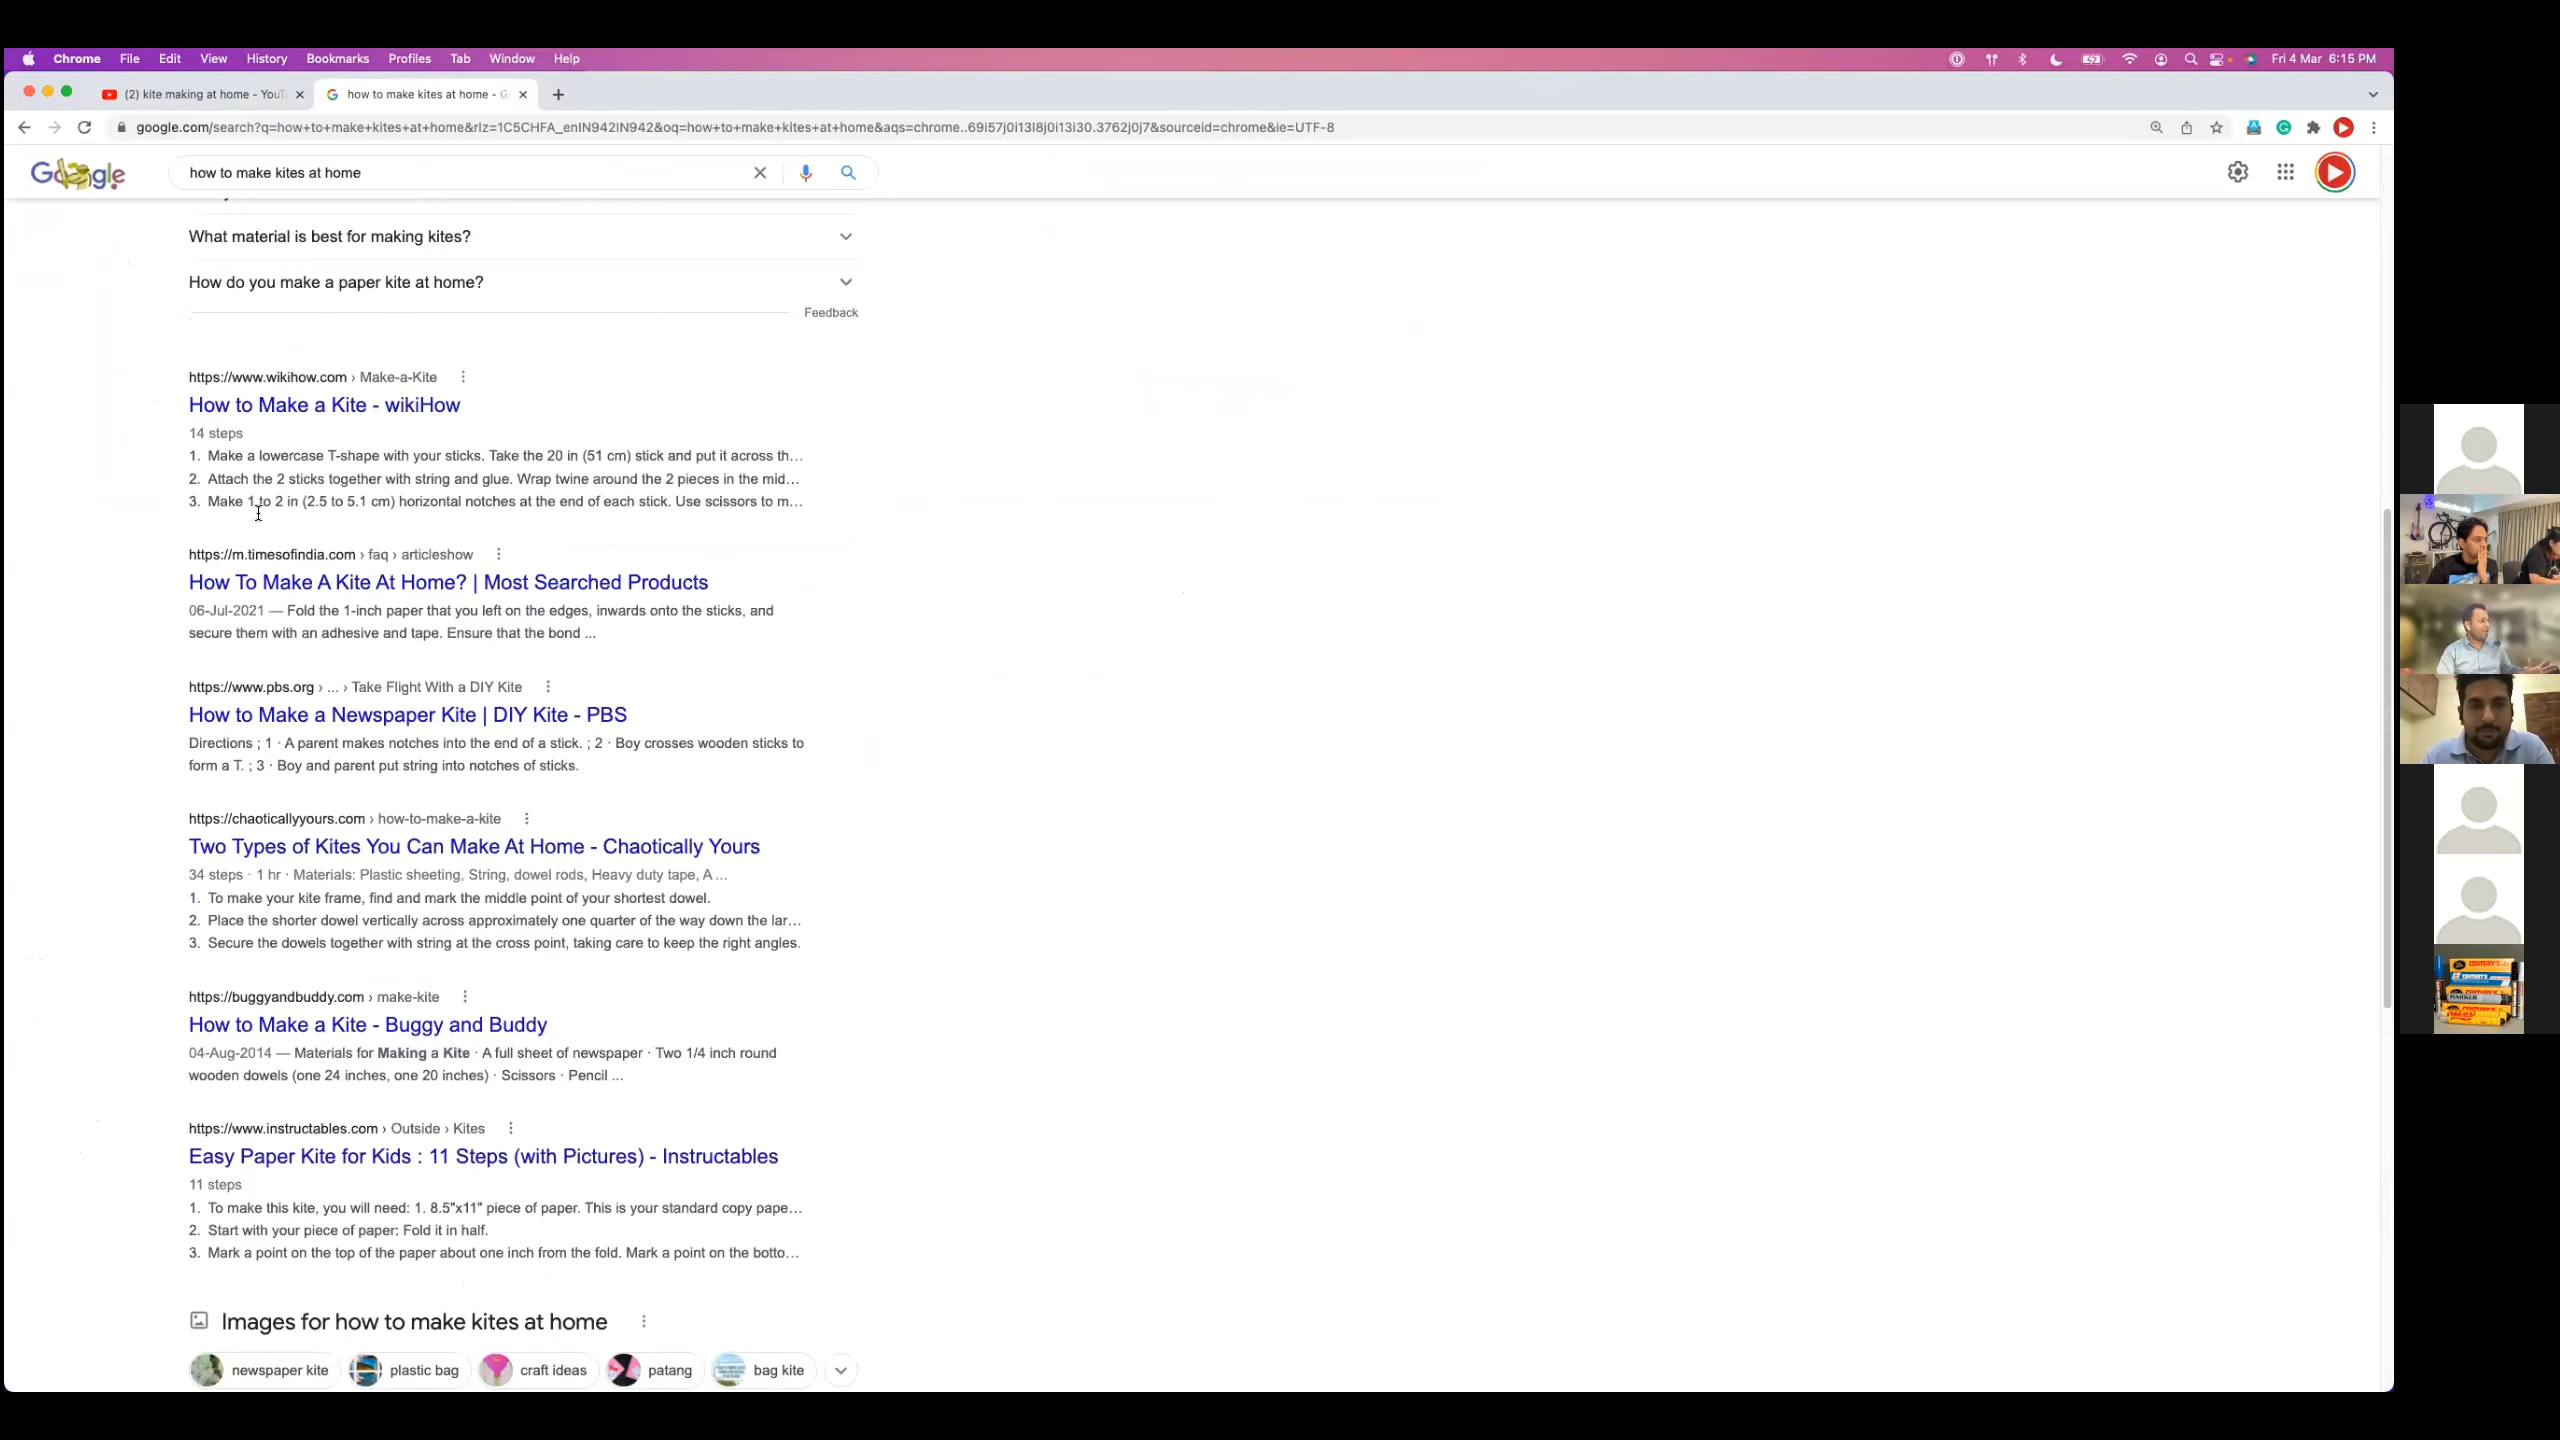 Chrome File Edit View History Bookmarks Profiles Tab Window Help Fri 4 Mar 6:15 PM
(2) kite making at home - YouT how to make kites at home - G
google.com/search?q=how+to+make+kites+at+home&rlz=1C5CHFA_enIN942IN942&oq=how+to+make+kites+at+home&aqs=chrome..69i57j0i13l8j0i13i30.3762j0j7&sourceid=chrome&ie=UTF-8
Google how to make kites at home
What material is best for making kites?
How do you make a paper kite at home?
Feedback
https://www.wikihow.com › Make-a-Kite
How to Make a Kite - wikiHow
14 steps
1. Make a lowercase T-shape with your sticks. Take the 20 in (51 cm) stick and put it across th...
2. Attach the 2 sticks together with string and glue. Wrap twine around the 2 pieces in the mid...
3. Make 1 to 2 in (2.5 to 5.1 cm) horizontal notches at the end of each stick. Use scissors to m...
https://m.timesofindia.com › faq › articleshow
How To Make A Kite At Home? | Most Searched Products
06-Jul-2021 — Fold the 1-inch paper that you left on the edges, inwards onto the sticks, and
secure them with an adhesive and tape. Ensure that the bond ...
https://www.pbs.org › ... › Take Flight With a DIY Kite
How to Make a Newspaper Kite | DIY Kite - PBS
Directions ; 1 · A parent makes notches into the end of a stick. ; 2 · Boy crosses wooden sticks to
form a T. ; 3 · Boy and parent put string into notches of sticks.
https://chaoticallyyours.com › how-to-make-a-kite
Two Types of Kites You Can Make At Home - Chaotically Yours
34 steps · 1 hr · Materials: Plastic sheeting, String, dowel rods, Heavy duty tape, A ...
1. To make your kite frame, find and mark the middle point of your shortest dowel.
2. Place the shorter dowel vertically across approximately one quarter of the way down the lar...
3. Secure the dowels together with string at the cross point, taking care to keep the right angles.
https://buggyandbuddy.com › make-kite
How to Make a Kite - Buggy and Buddy
04-Aug-2014 — Materials for Making a Kite · A full sheet of newspaper · Two 1/4 inch round
wooden dowels (one 24 inches, one 20 inches) · Scissors · Pencil ...
https://www.instructables.com › Outside › Kites
Easy Paper Kite for Kids : 11 Steps (with Pictures) - Instructables
11 steps
1. To make this kite, you will need: 1. 8.5"x11" piece of paper. This is your standard copy pape...
2. Start with your piece of paper: Fold it in half.
3. Mark a point on the top of the paper about one inch from the fold. Mark a point on the botto...
Images for how to make kites at home
newspaper kite plastic bag craft ideas patang bag kite
CENTURY'S
MARKER